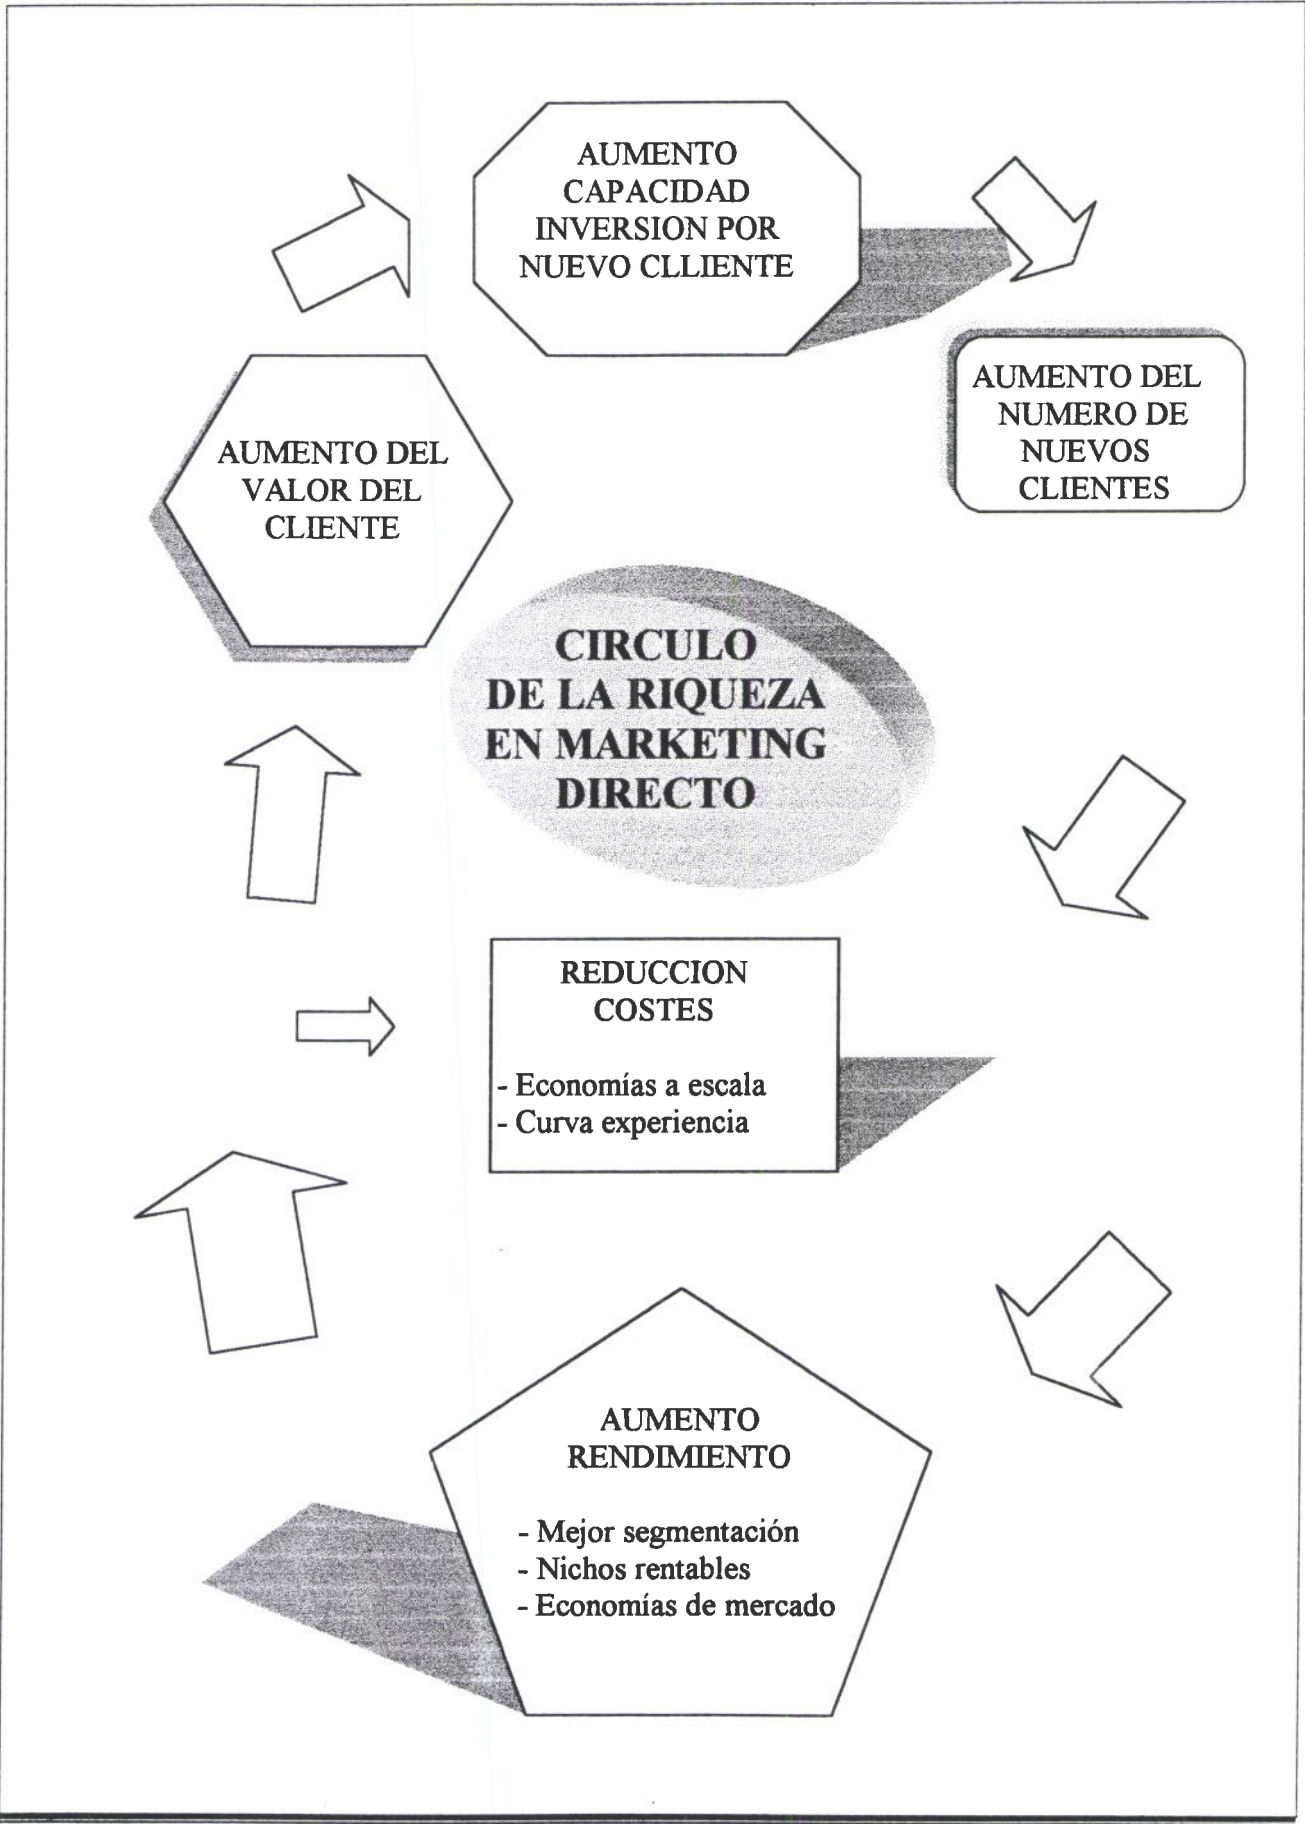 AUMENTO
CAPACIDAD
INVERSION POR
NUEVO CLLIENTE
AUMENTO DEL
NUMERO DE
NUEVOS
CLIENTES
AUMENTO DEL
VALOR DEL
CLIENTE
CIRCULO
DE LA RIQUEZA
EN MARKETING
DIRECTO
REDUCCION
COSTES
- Economías a escala
- Curva experiencia
AUMENTO
RENDIMIENTO
- Mejor segmentación
- Nichos rentables
- Economías de mercado